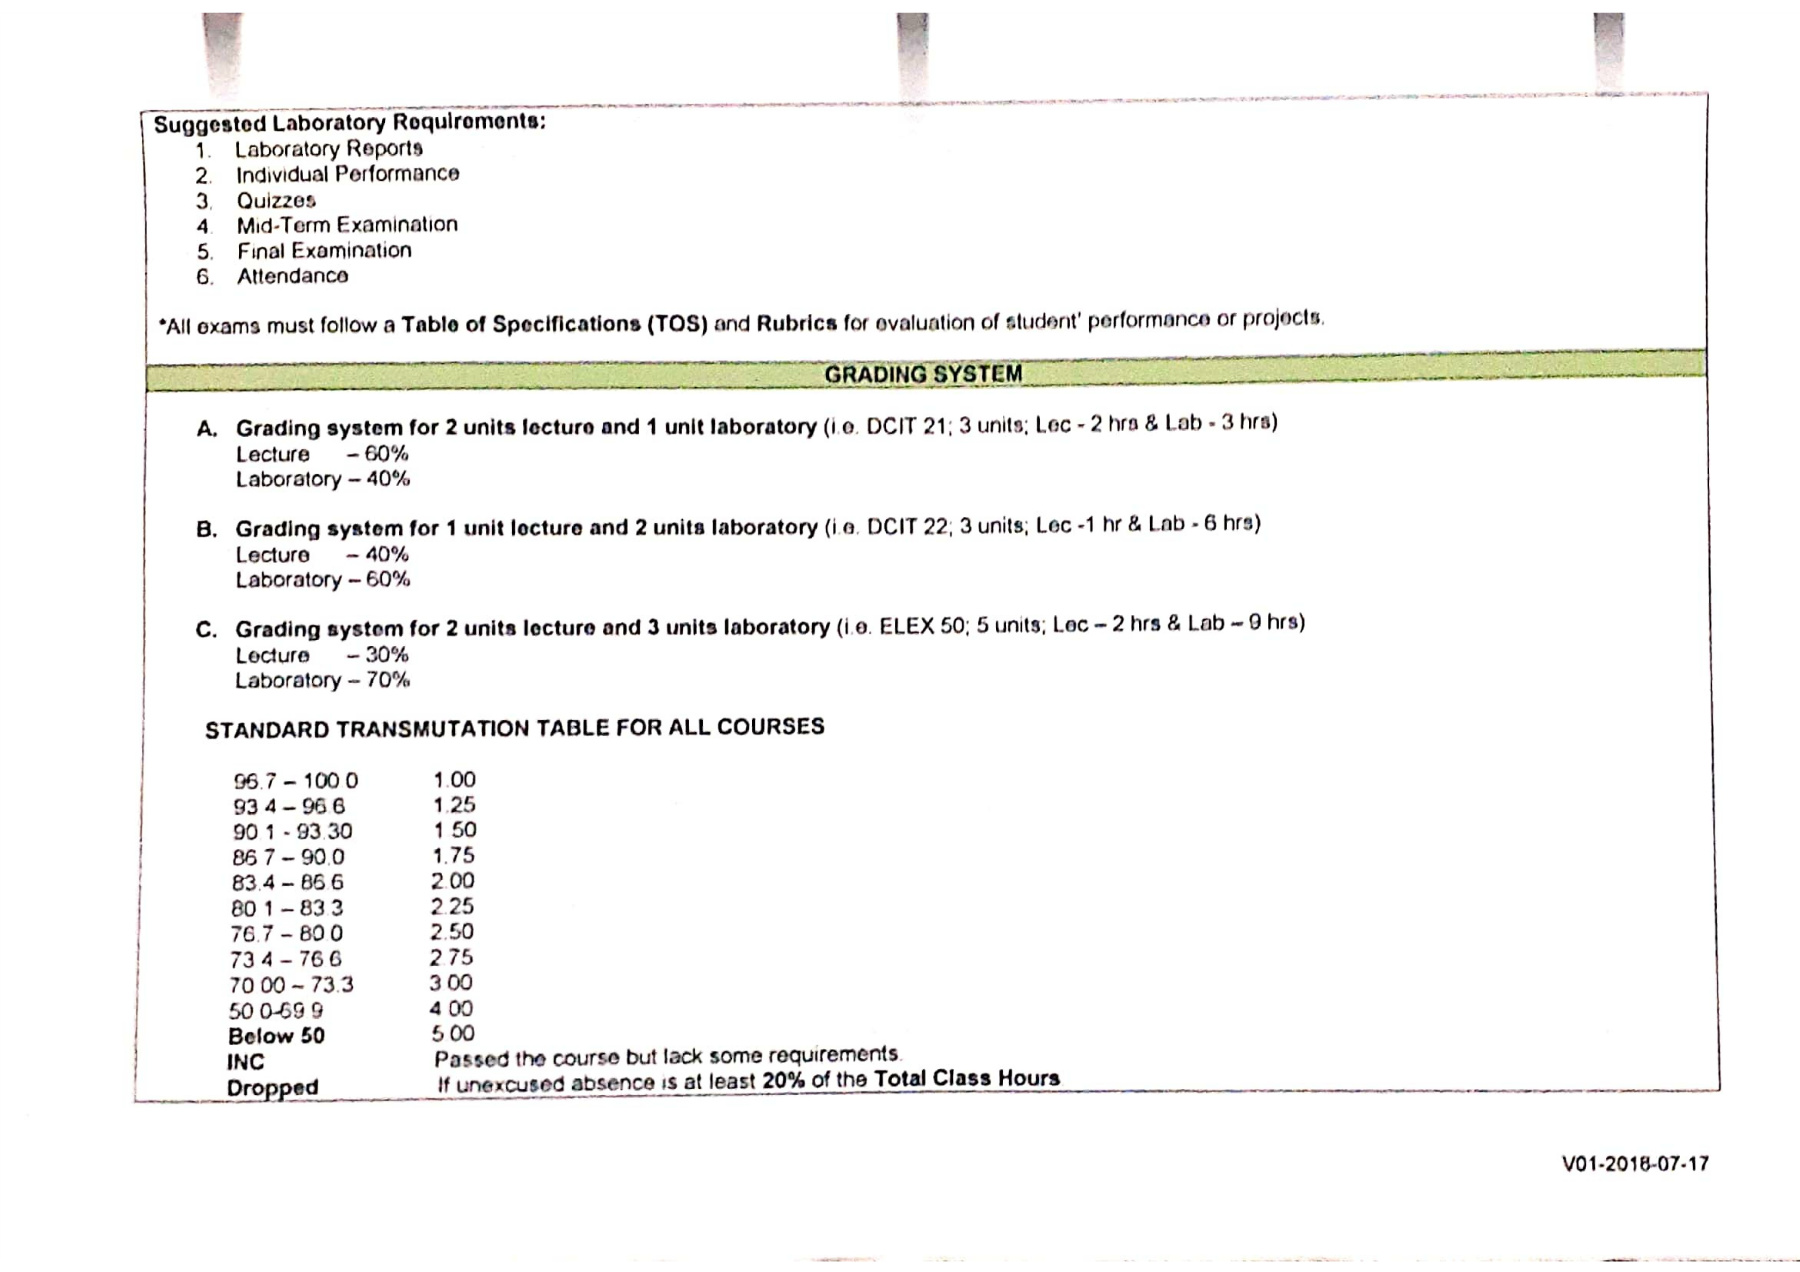 Suggested Laboratory Requirements:
1. Laboratory Reports
2. Individual Performance
3. Quizzes
4. Mid-Term Examination
5. Final Examination
6. Attendance
*All exams must follow a Table of Specifications (TOS) and Rubrics for evaluation of student' performance or projects.
GRADING SYSTEM
A. Grading system for 2 units lecture and 1 unit laboratory (i.e. DCIT 21; 3 units; Lec - 2 hrs & Lab - 3 hrs)
Lecture – 60%
Laboratory – 40%
B. Grading system for 1 unit lecture and 2 units laboratory (i.e. DCIT 22; 3 units; Lec -1 hr & Lab - 6 hrs)
Lecture – 40%
Laboratory – 60%
C. Grading system for 2 units lecture and 3 units laboratory (i.e. ELEX 50; 5 units; Lec – 2 hrs & Lab – 9 hrs)
Lecture – 30%
Laboratory – 70%
STANDARD TRANSMUTATION TABLE FOR ALL COURSES
96.7 – 100.0 1.00
93.4 – 96.6 1.25
90.1 - 93.30 1.50
86.7 – 90.0 1.75
83.4 – 86.6 2.00
80.1 – 83.3 2.25
76.7 – 80.0 2.50
73.4 – 76.6 2.75
70.00 – 73.3 3.00
50.0-69.9 4.00
Below 50 5.00
INC Passed the course but lack some requirements.
Dropped If unexcused absence is at least 20% of the Total Class Hours
V01-2018-07-17